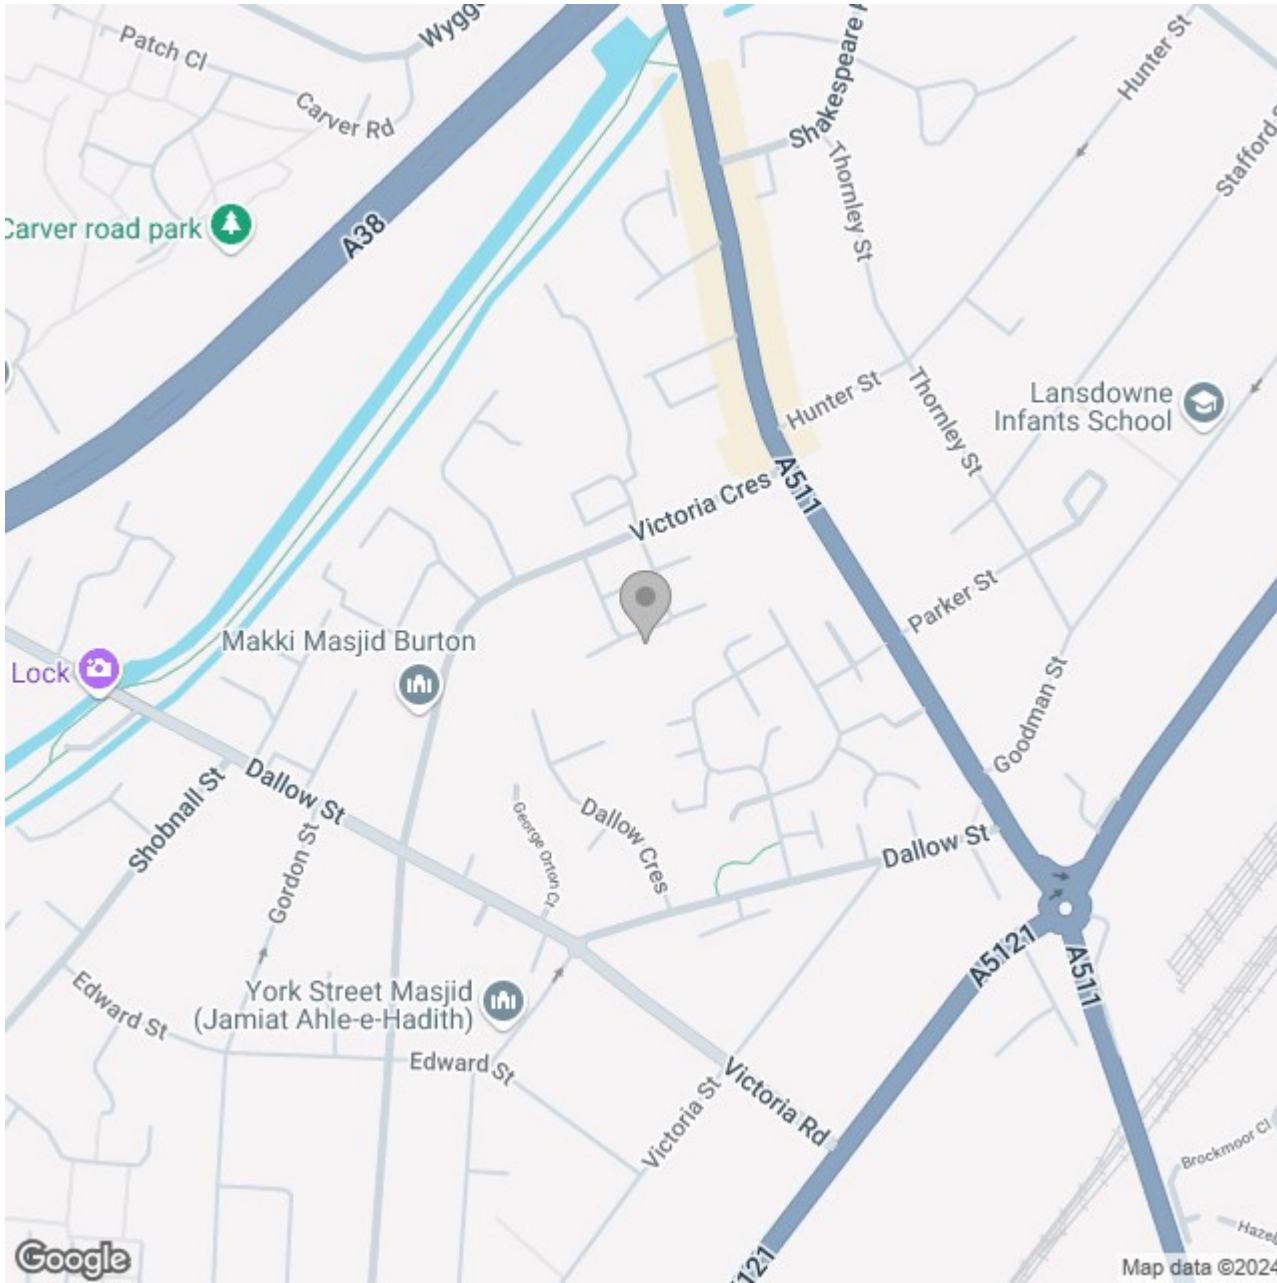 Patch Cl
Carver Rd
Hunter St
Shakespeare
Carver road park
A38
Thornley St
Hunter St
Thornley St
Lansdowne
Infants School
Victoria Cres
A511
Parker St
Makki Masjid Burton
Lock
Goodman St
Dallow St
Shobnall St
Gordon St
George Orton Ct
Dallow Cres
Dallow St
A5121
A511
York Street Masjid
(Jamiat Ahle-e-Hadith)
Edward St
Edward St
Victoria St
Victoria Rd
Brockmoor Cl
Stafford
Google
Map data ©2024